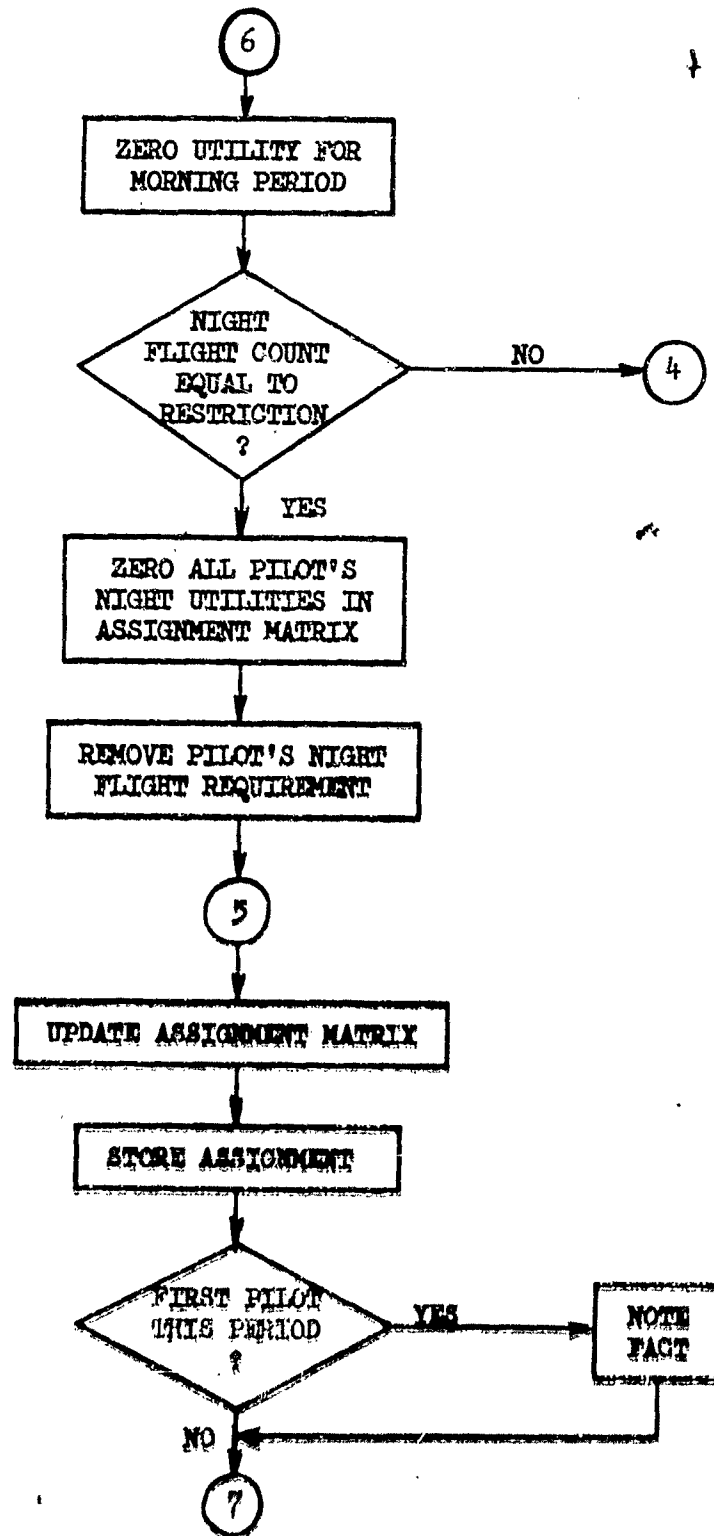 6
ZERO UTILITY FOR
MORNING PERIOD
NIGHT
FLIGHT COUNT
EQUAL TO
RESTRICTION
?
NO
4
YES
ZERO ALL PILOT'S
NIGHT UTILITIES IN
ASSIGNMENT MATRIX
REMOVE PILOT'S NIGHT
FLIGHT REQUIREMENT
5
UPDATE ASSIGNMENT MATRIX
STORE ASSIGNMENT
FIRST PILOT
THIS PERIOD
?
YES
NOTE
FACT
NO
7